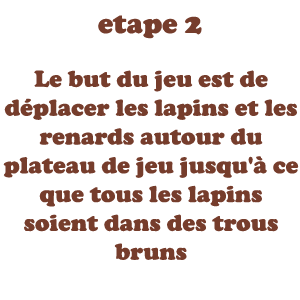 etape 2
Le but du jeu est de
déplacer les lapins et les
renards autour du
plateau de jeu jusqu'à ce
que tous les lapins
soient dans des trous
bruns